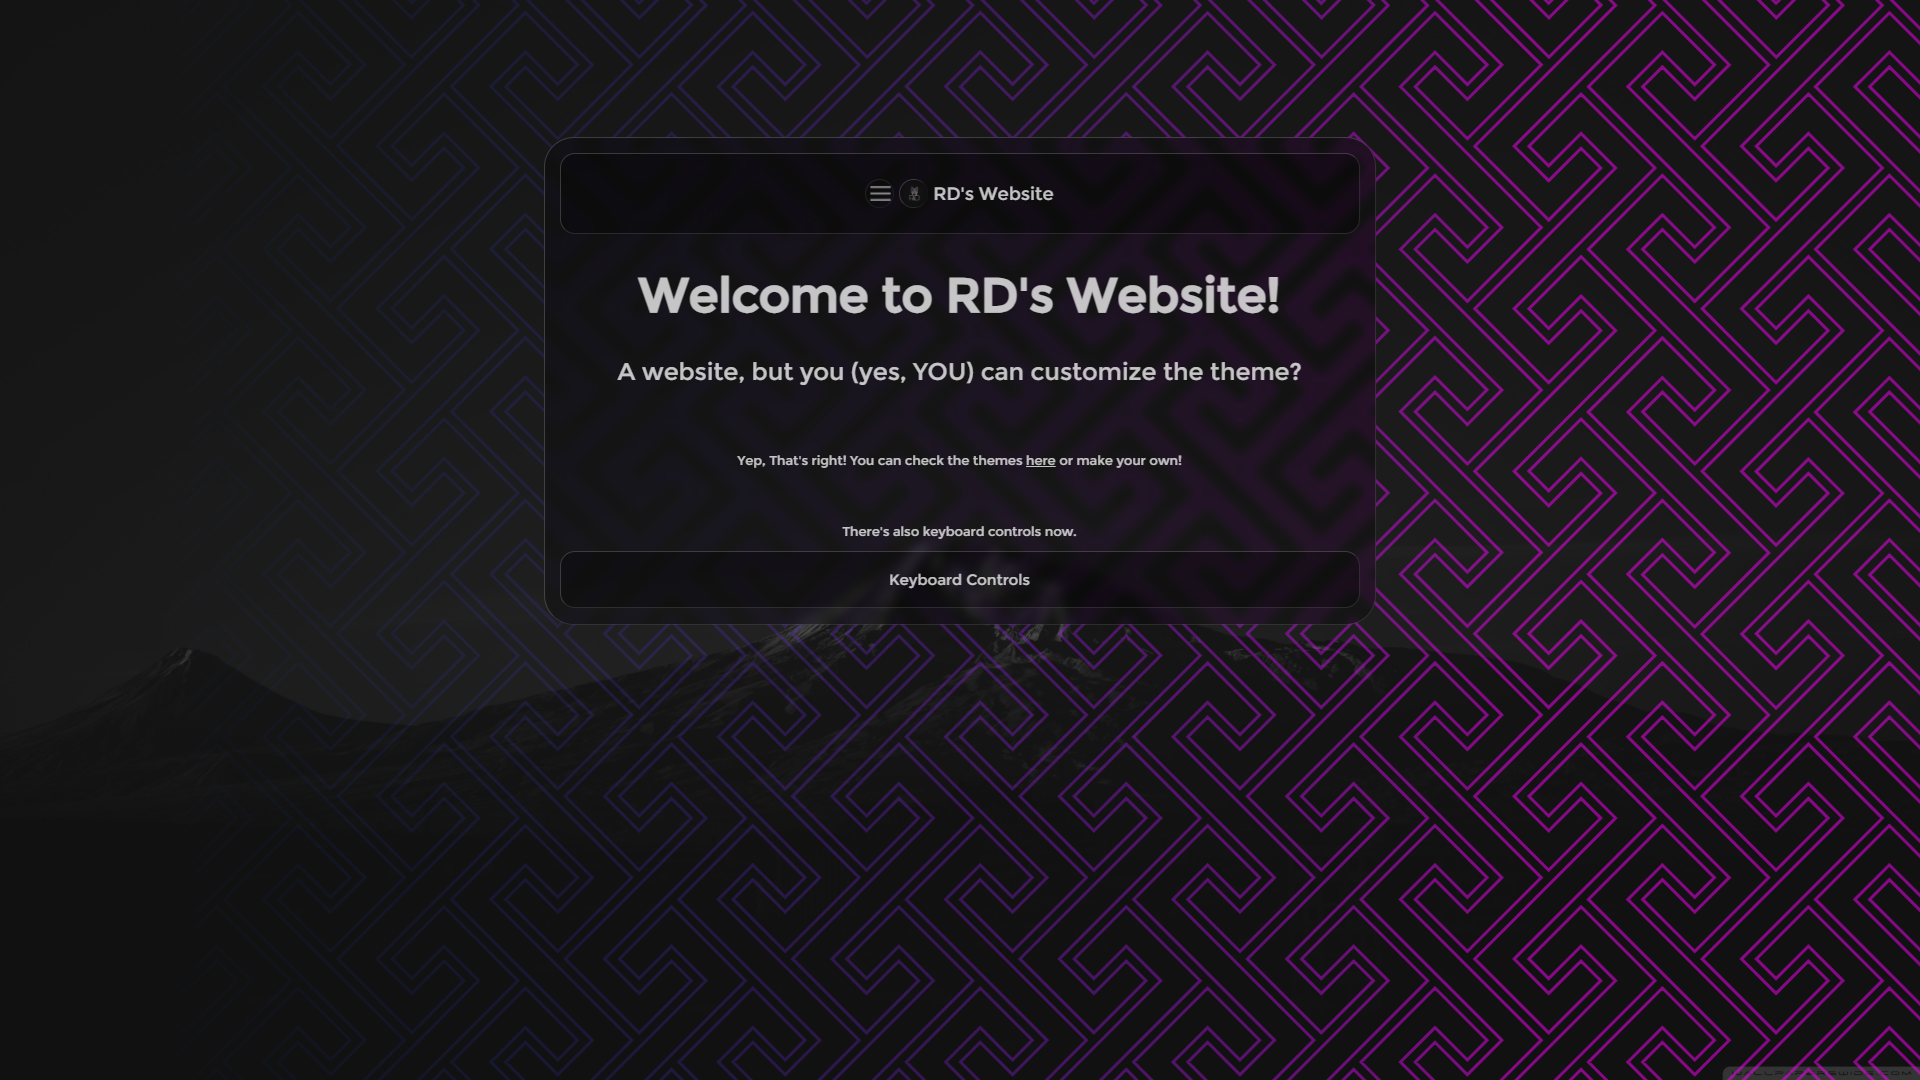 RD's Website
Welcome to RD's Website!
A website, but you (yes, YOU) can customize the theme?
Yep, That's right! You can check the themes here or make your own!
There's also keyboard controls now.
Keyboard Controls